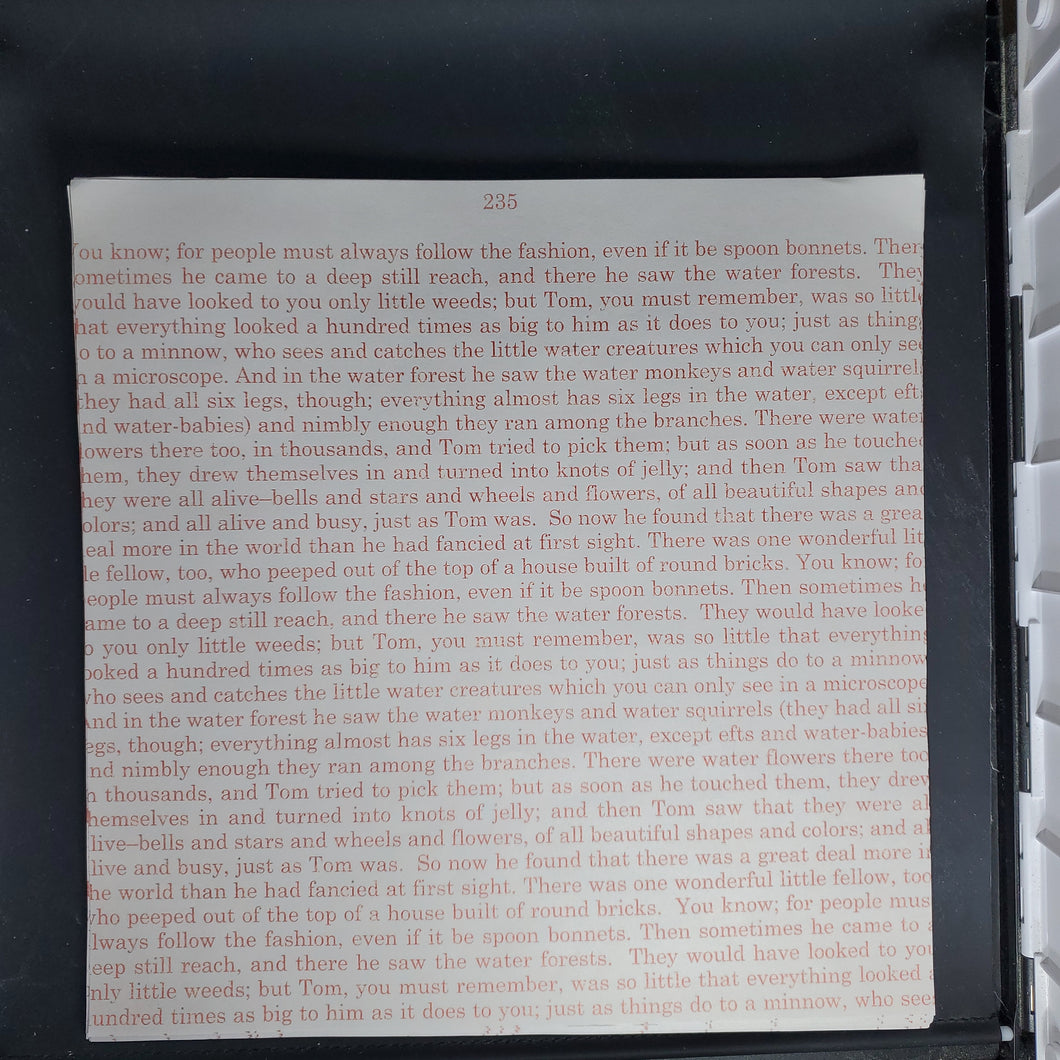 235
ou know; for people must always follow the fashion, even if it be spoon bonnets. Then
ometimes he came to a deep still reach, and there he saw the water forests. They
ould have looked to you only little weeds; but Tom, you must remember, was so little
hat everything looked a hundred times as big to him as it does to you; just as things
o to a minnow, who sees and catches the little water creatures which you can only see
n a microscope. And in the water forest he saw the water monkeys and water squirrels
they had all six legs, though; everything almost has six legs in the water, except efts
nd water-babies) and nimbly enough they ran among the branches. There were water
lowers there too, in thousands, and Tom tried to pick them; but as soon as he touched
hem, they drew themselves in and turned into knots of jelly; and then Tom saw tha
hey were all alive–bells and stars and wheels and flowers, of all beautiful shapes and
olors; and all alive and busy, just as Tom was. So now he found that there was a grea
eal more in the world than he had fancied at first sight. There was one wonderful lit
le fellow, too, who peeped out of the top of a house built of round bricks. You know; fo
eople must always follow the fashion, even if it be spoon bonnets. Then sometimes he
ame to a deep still reach, and there he saw the water forests. They would have looke
o you only little weeds; but Tom, you must remember, was so little that everything
ooked a hundred times as big to him as it does to you; just as things do to a minnow
who sees and catches the little water creatures which you can only see in a microscope
And in the water forest he saw the water monkeys and water squirrels (they had all si
egs, though; everything almost has six legs in the water, except efts and water-babies
nd nimbly enough they ran among the branches. There were water flowers there too
n thousands, and Tom tried to pick them; but as soon as he touched them, they drew
hemselves in and turned into knots of jelly; and then Tom saw that they were al
live–bells and stars and wheels and flowers, of all beautiful shapes and colors; and al
live and busy, just as Tom was. So now he found that there was a great deal more in
he world than he had fancied at first sight. There was one wonderful little fellow, too
who peeped out of the top of a house built of round bricks. You know; for people mus
lways follow the fashion, even if it be spoon bonnets. Then sometimes he came to a
eep still reach, and there he saw the water forests. They would have looked to you
nly little weeds; but Tom, you must remember, was so little that everything looked a
undred times as big to him as it does to you; just as things do to a minnow, who sees